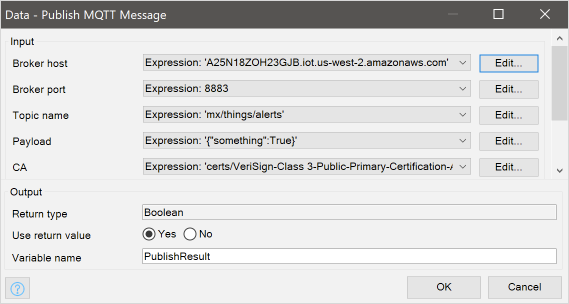 Data - Publish MQTT Message
Input
Broker host Expression: 'A25N18ZOH23GJB.iot.us-west-2.amazonaws.com' Edit...
Broker port Expression: 8883 Edit...
Topic name Expression: 'mx/things/alerts' Edit...
Payload Expression: '{"something":True}' Edit...
CA Expression: 'certs/VeriSign-Class 3-Public-Primary-Certification-A Edit...
Output
Return type Boolean
Use return value Yes No
Variable name PublishResult
? OK Cancel